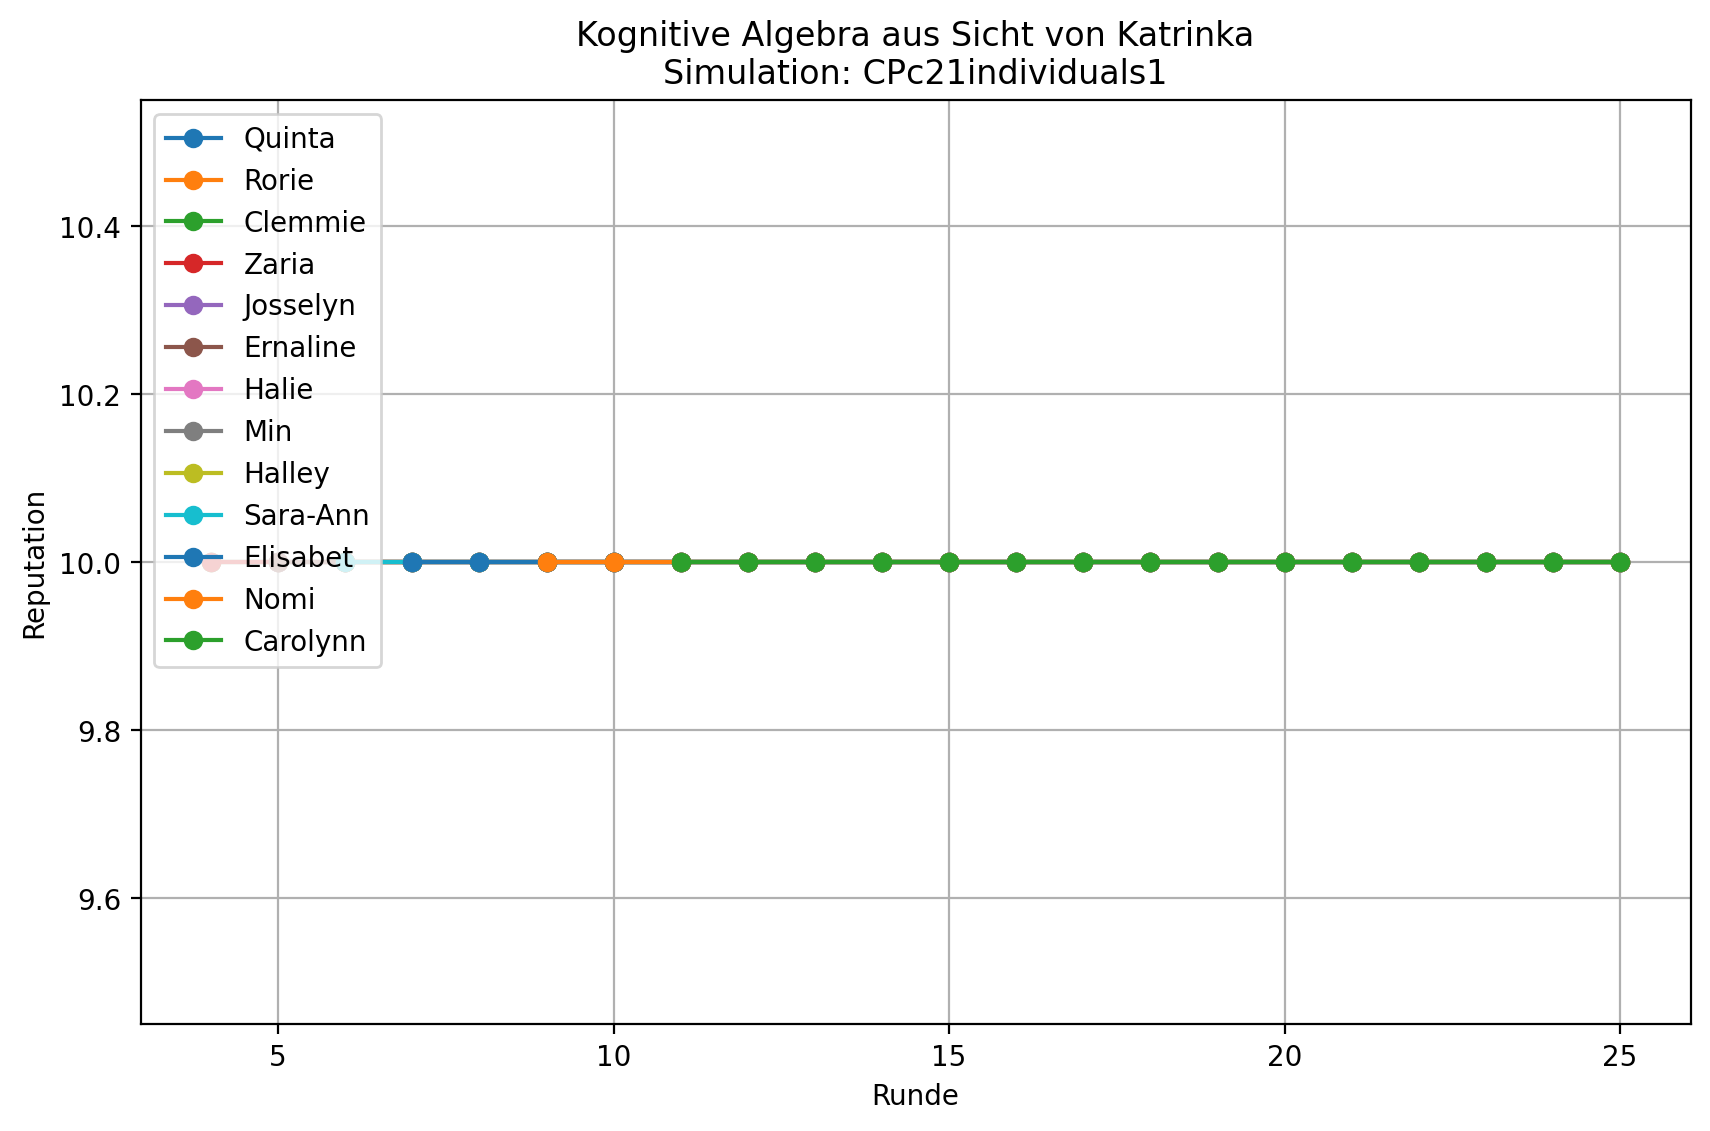 Kognitive Algebra aus Sicht von Katrinka
Simulation: CPc21individuals1
Quinta
Rorie
Clemmie
Zaria
Josselyn
Ernaline
Halie
Min
Halley
Sara-Ann
Elisabet
Nomi
Carolynn
10.4
10.2
10.0
9.8
9.6
Reputation
5
10
15
20
25
Runde